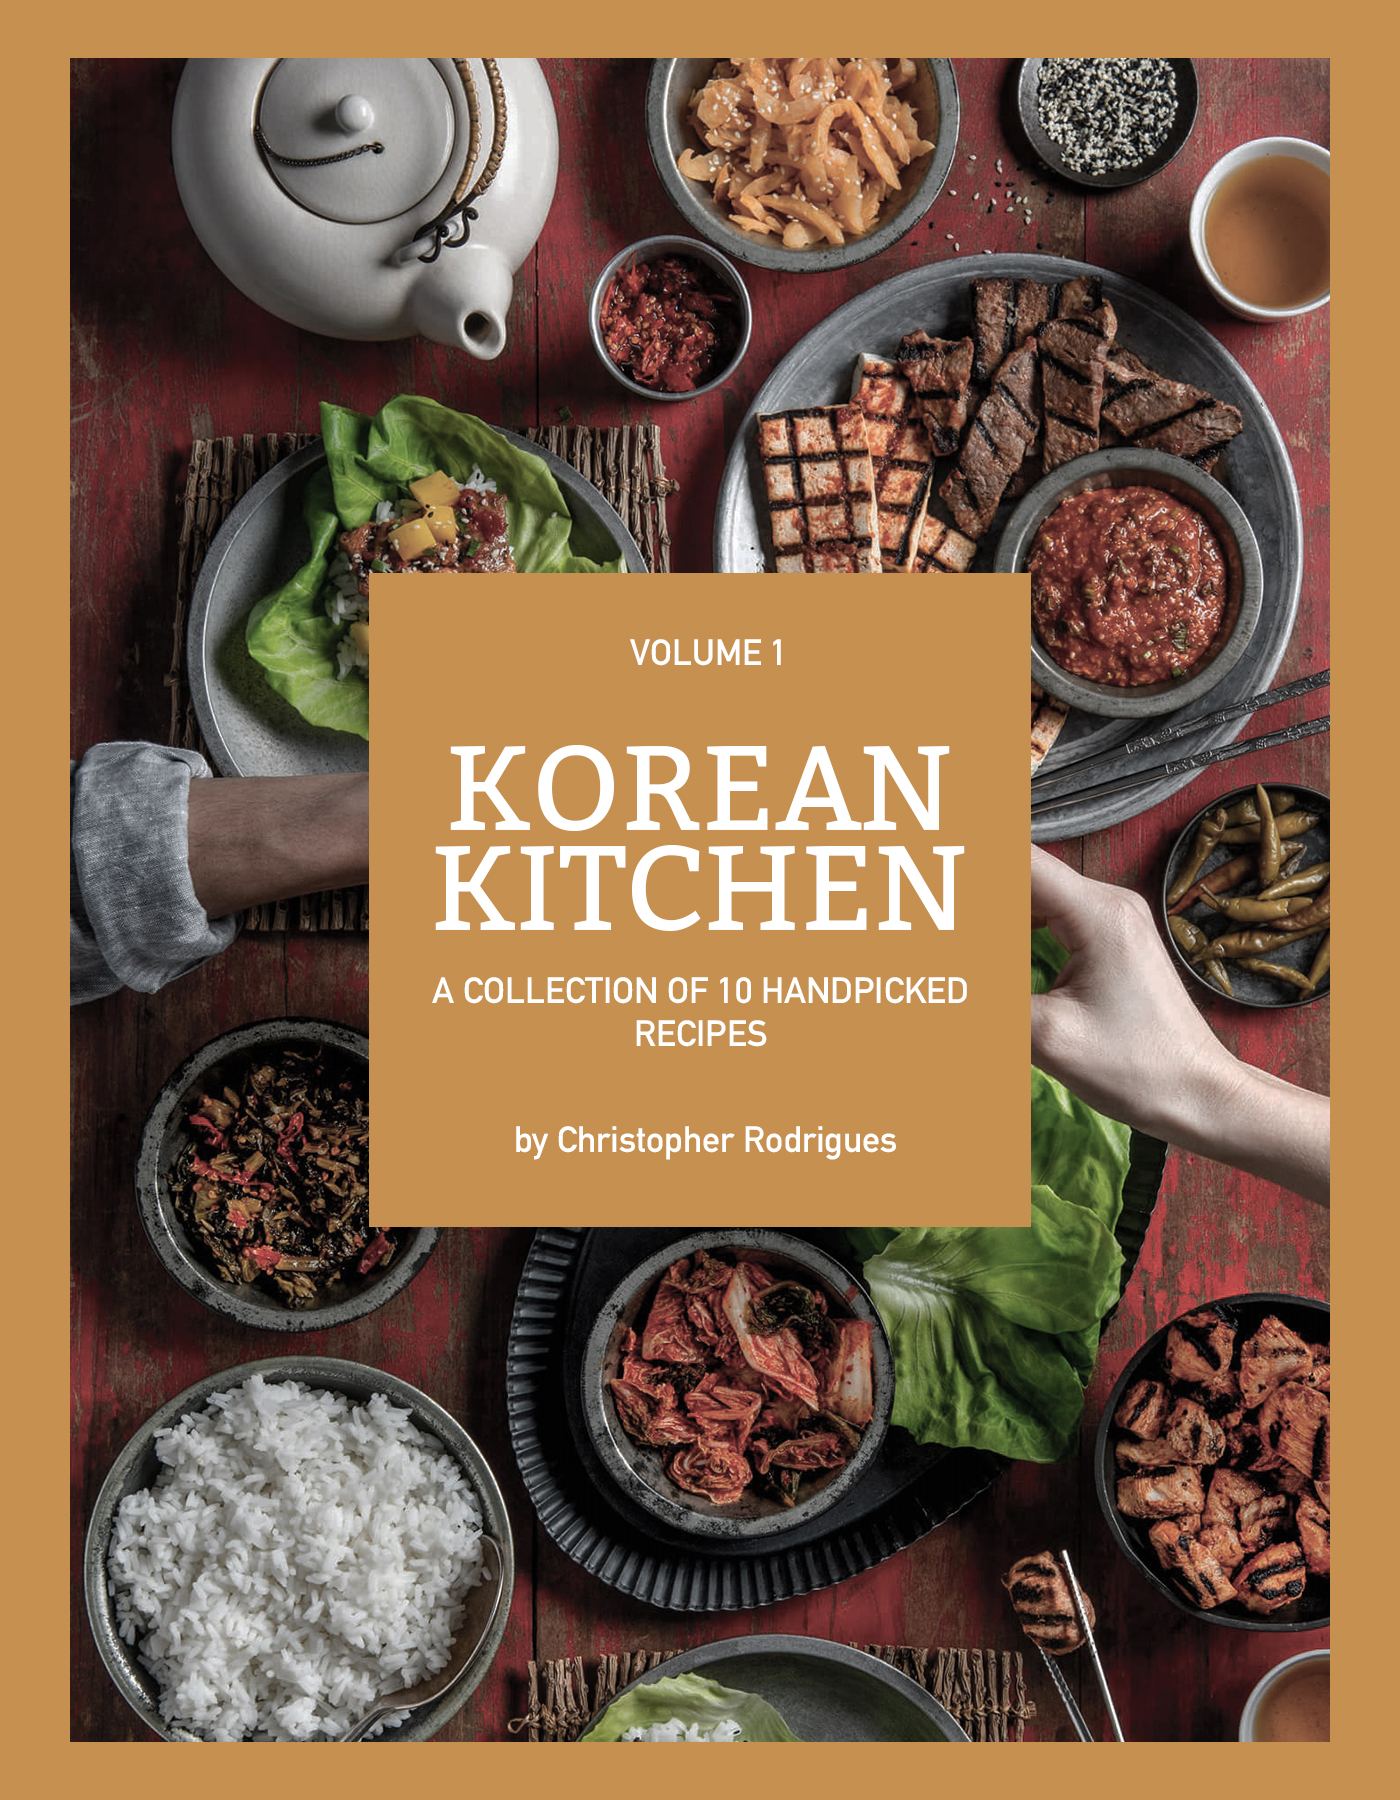 VOLUME 1
KOREAN
KITCHEN
A COLLECTION OF 10 HANDPICKED
RECIPES
by Christopher Rodrigues